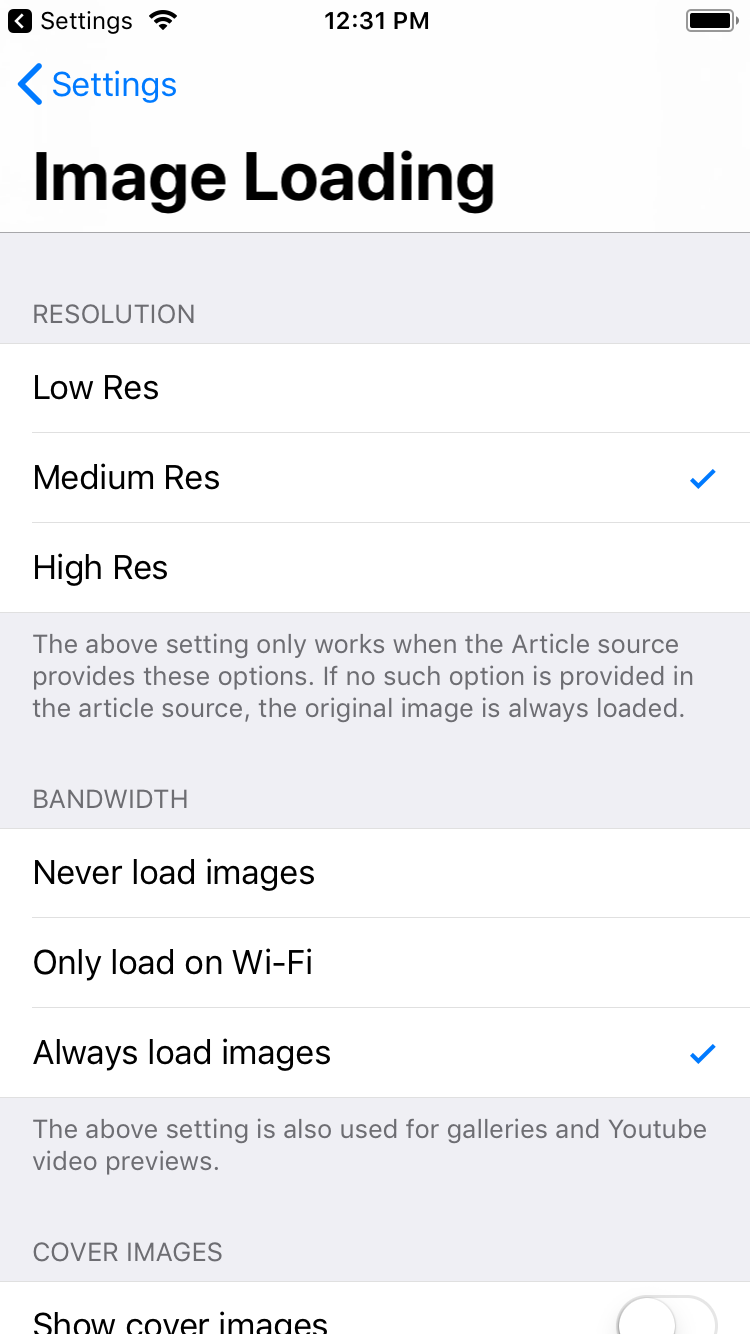 Settings
12:31 PM
Settings
Image Loading
RESOLUTION
Low Res
Medium Res
High Res
The above setting only works when the Article source
provides these options. If no such option is provided in
the article source, the original image is always loaded.
BANDWIDTH
Never load images
Only load on Wi-Fi
Always load images
The above setting is also used for galleries and Youtube
video previews.
COVER IMAGES
Show cover images